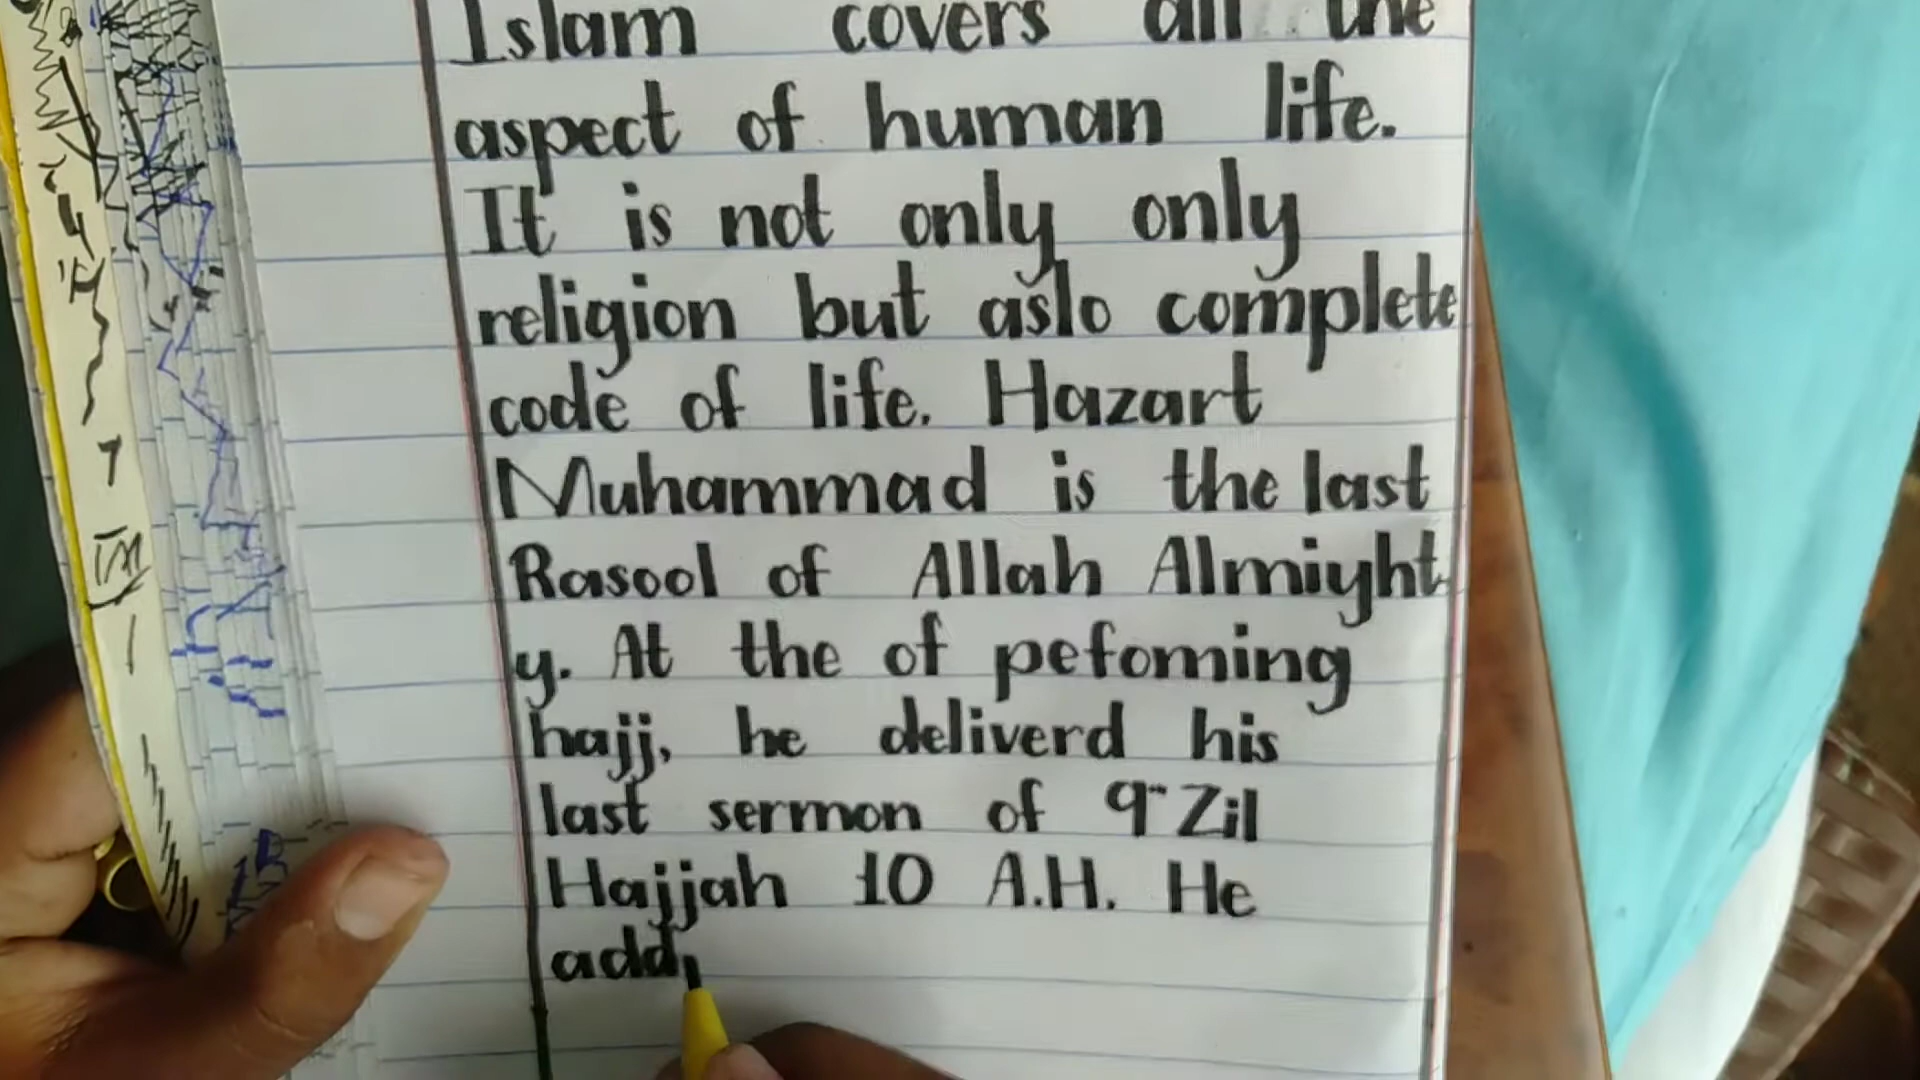 Islam covers all the
aspect of human life.
It is not only only
religion but aslo complete
code of life. Hazart
Muhammad is the last
Rasool of Allah Almiyht
y. At the of pefoming
hajj, he deliverd his
last sermon of 9th Zil
Hajjah 10 A.H. He
add